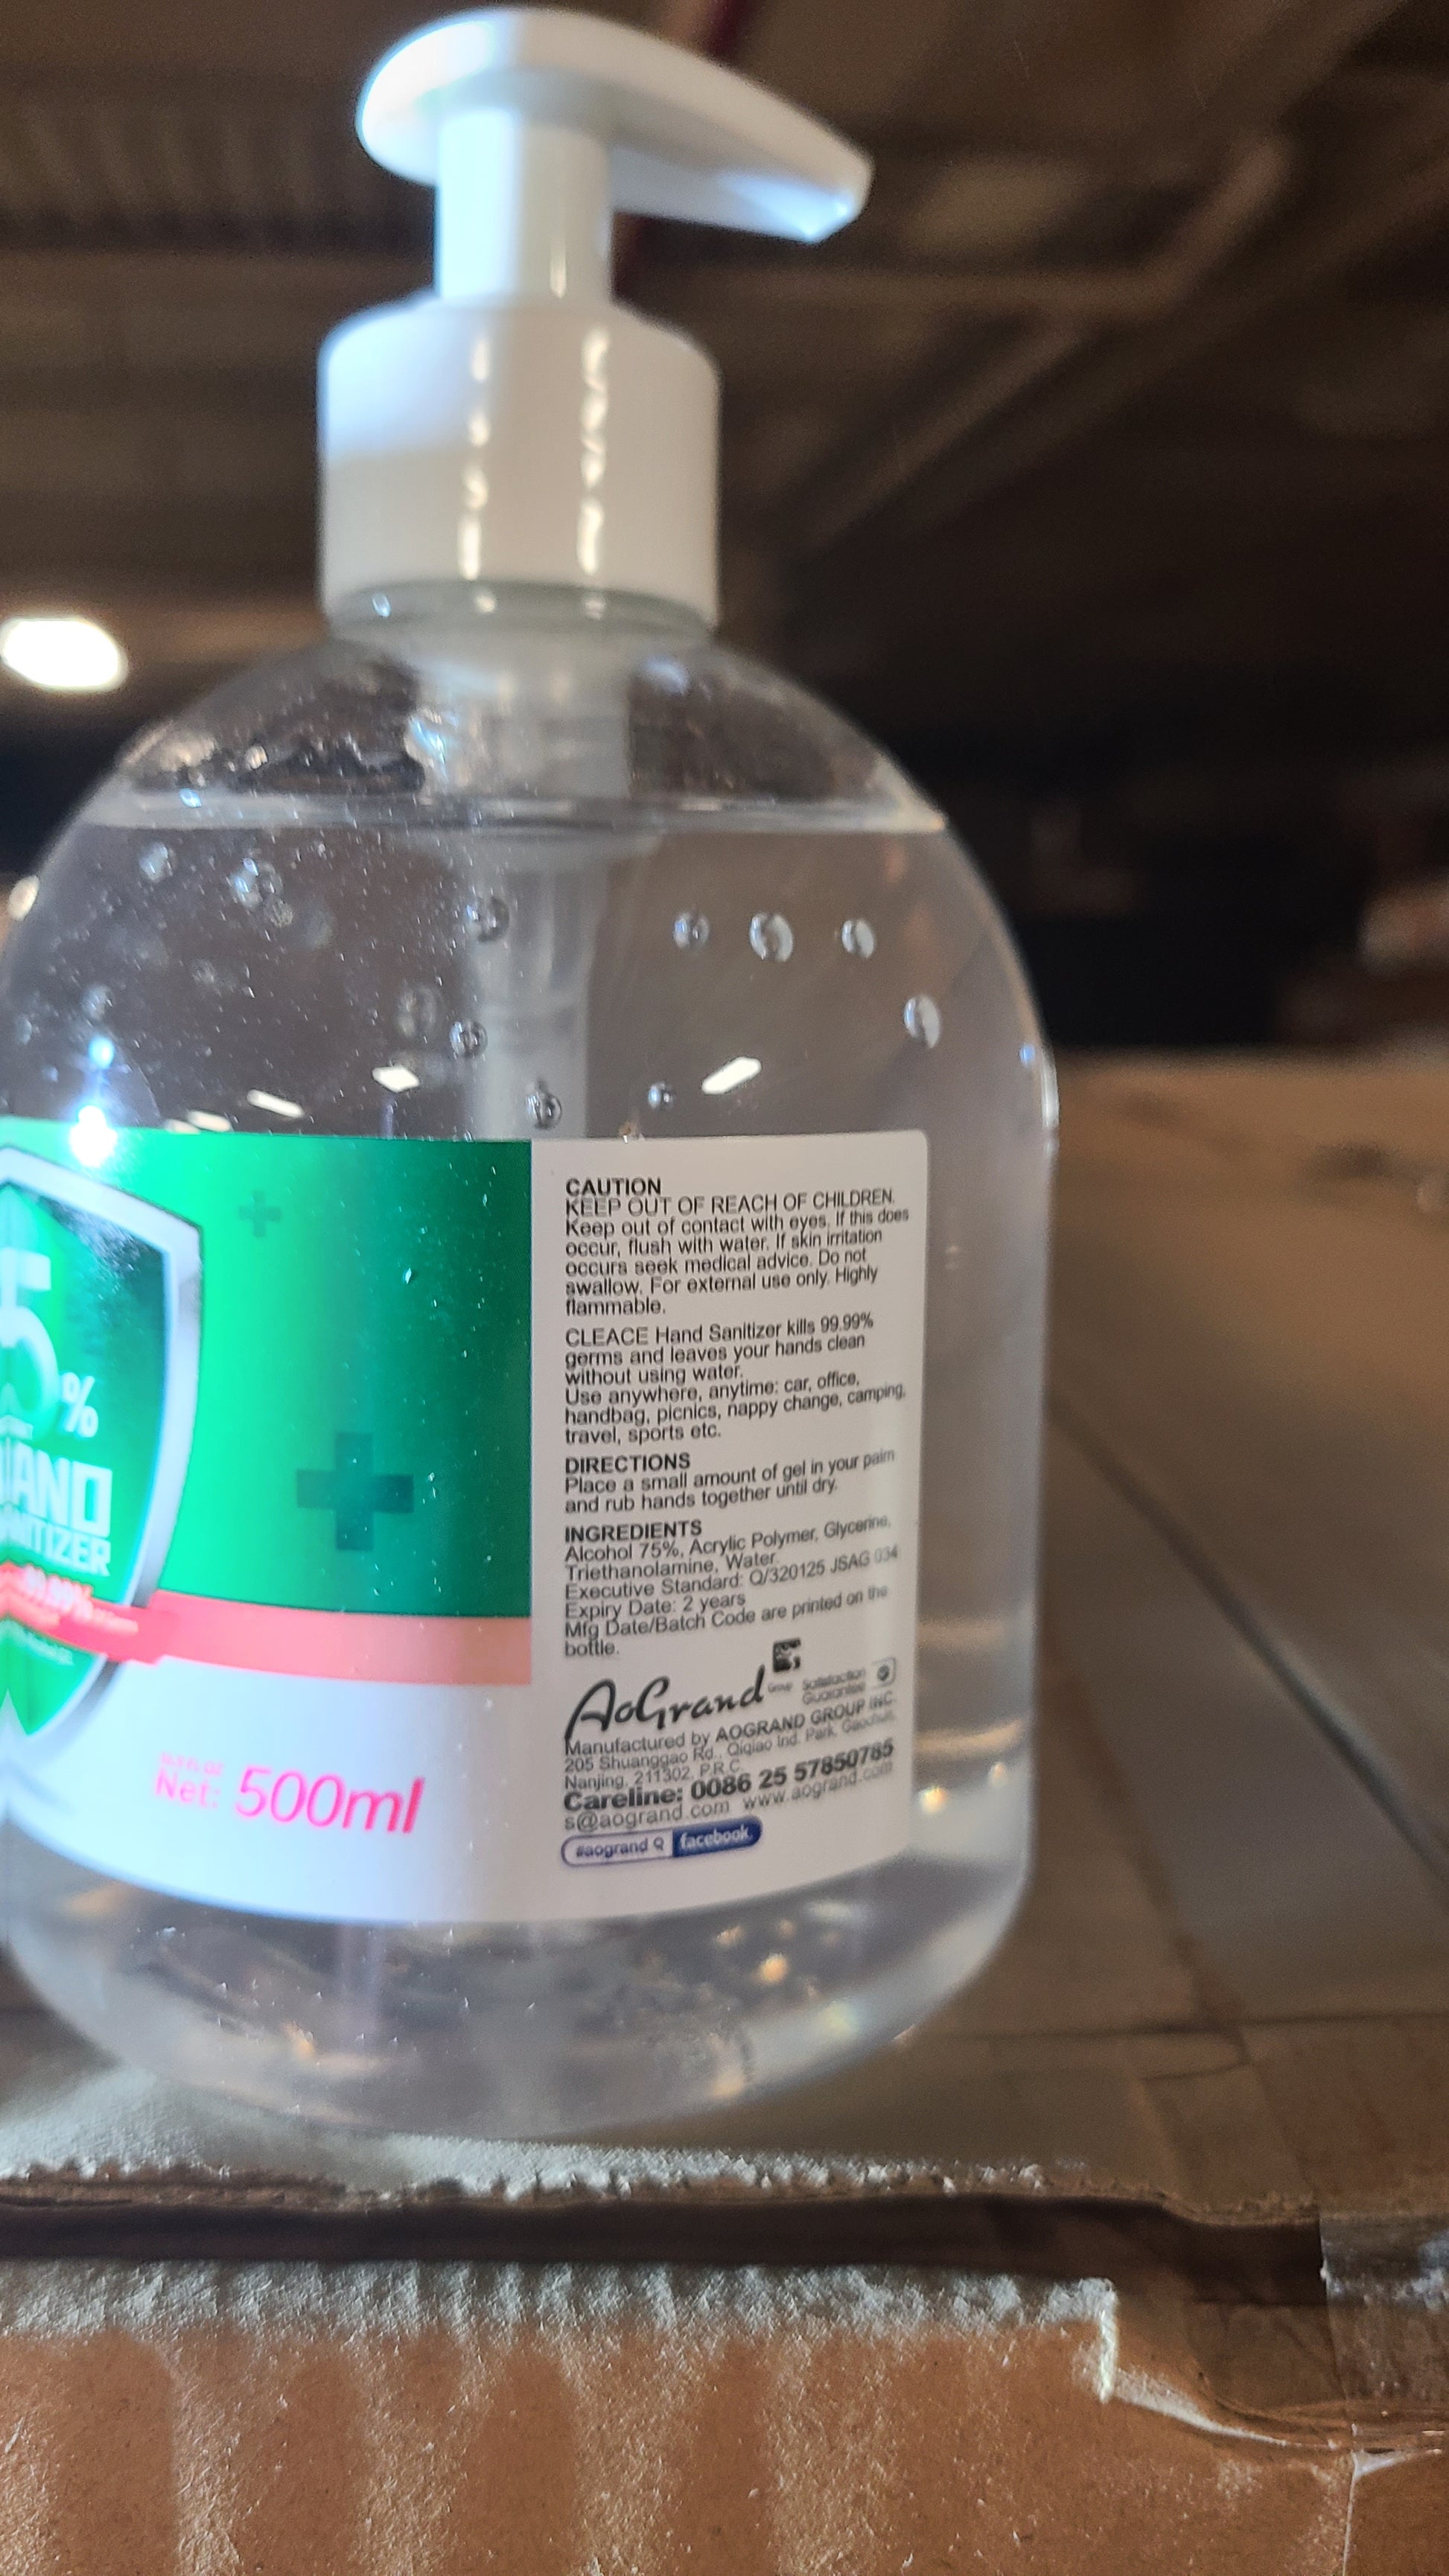 5%
HAND
SANITIZER
99.99%
Net: 500ml
CAUTION
KEEP OUT OF REACH OF CHILDREN.
Keep out of contact with eyes. If this does
occur, flush with water. If skin irritation
occurs seek medical advice. Do not
swallow. For external use only. Highly
flammable.
CLEACE Hand Sanitizer kills 99.99%
germs and leaves your hands clean
without using water.
Use anywhere, anytime: car, office,
handbag, picnics, nappy change, camping,
travel, sports etc.
DIRECTIONS
Place a small amount of gel in your palm
and rub hands together until dry.
INGREDIENTS
Alcohol 75%, Acrylic Polymer, Glycerine,
Triethanolamine, Water.
Executive Standard: Q/320125 JSAG 034
Expiry Date: 2 years
Mfg Date/Batch Code are printed on the
bottle.
AoGrand Group Satisfaction
Guarantee
Manufactured by AOGRAND GROUP INC.
205 Shuanggao Rd., Qiqiao Ind. Park, Gaochun,
Nanjing, 211302, P.R.C.
Careline: 0086 25 57850785
s@aogrand.com www.aogrand.com
#aogrand facebook